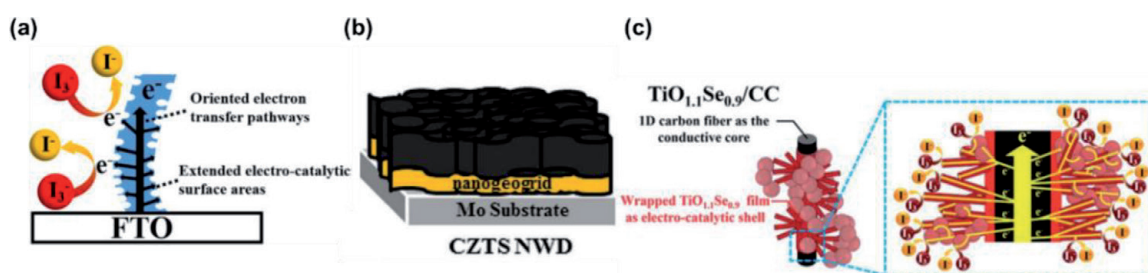 (a)
I⁻
I₃⁻
e⁻
Oriented electron
transfer pathways
e⁻
I⁻
e⁻
Extended electro-catalytic
surface areas
I₃⁻
FTO
(b)
nanogeogrid
Mo Substrate
CZTS NWD
(c)
TiO₁.₁Se₀.₉/CC
1D carbon fiber as the
conductive core
Wrapped TiO₁.₁Se₀.₉ film
as electro-catalytic shell
e⁻